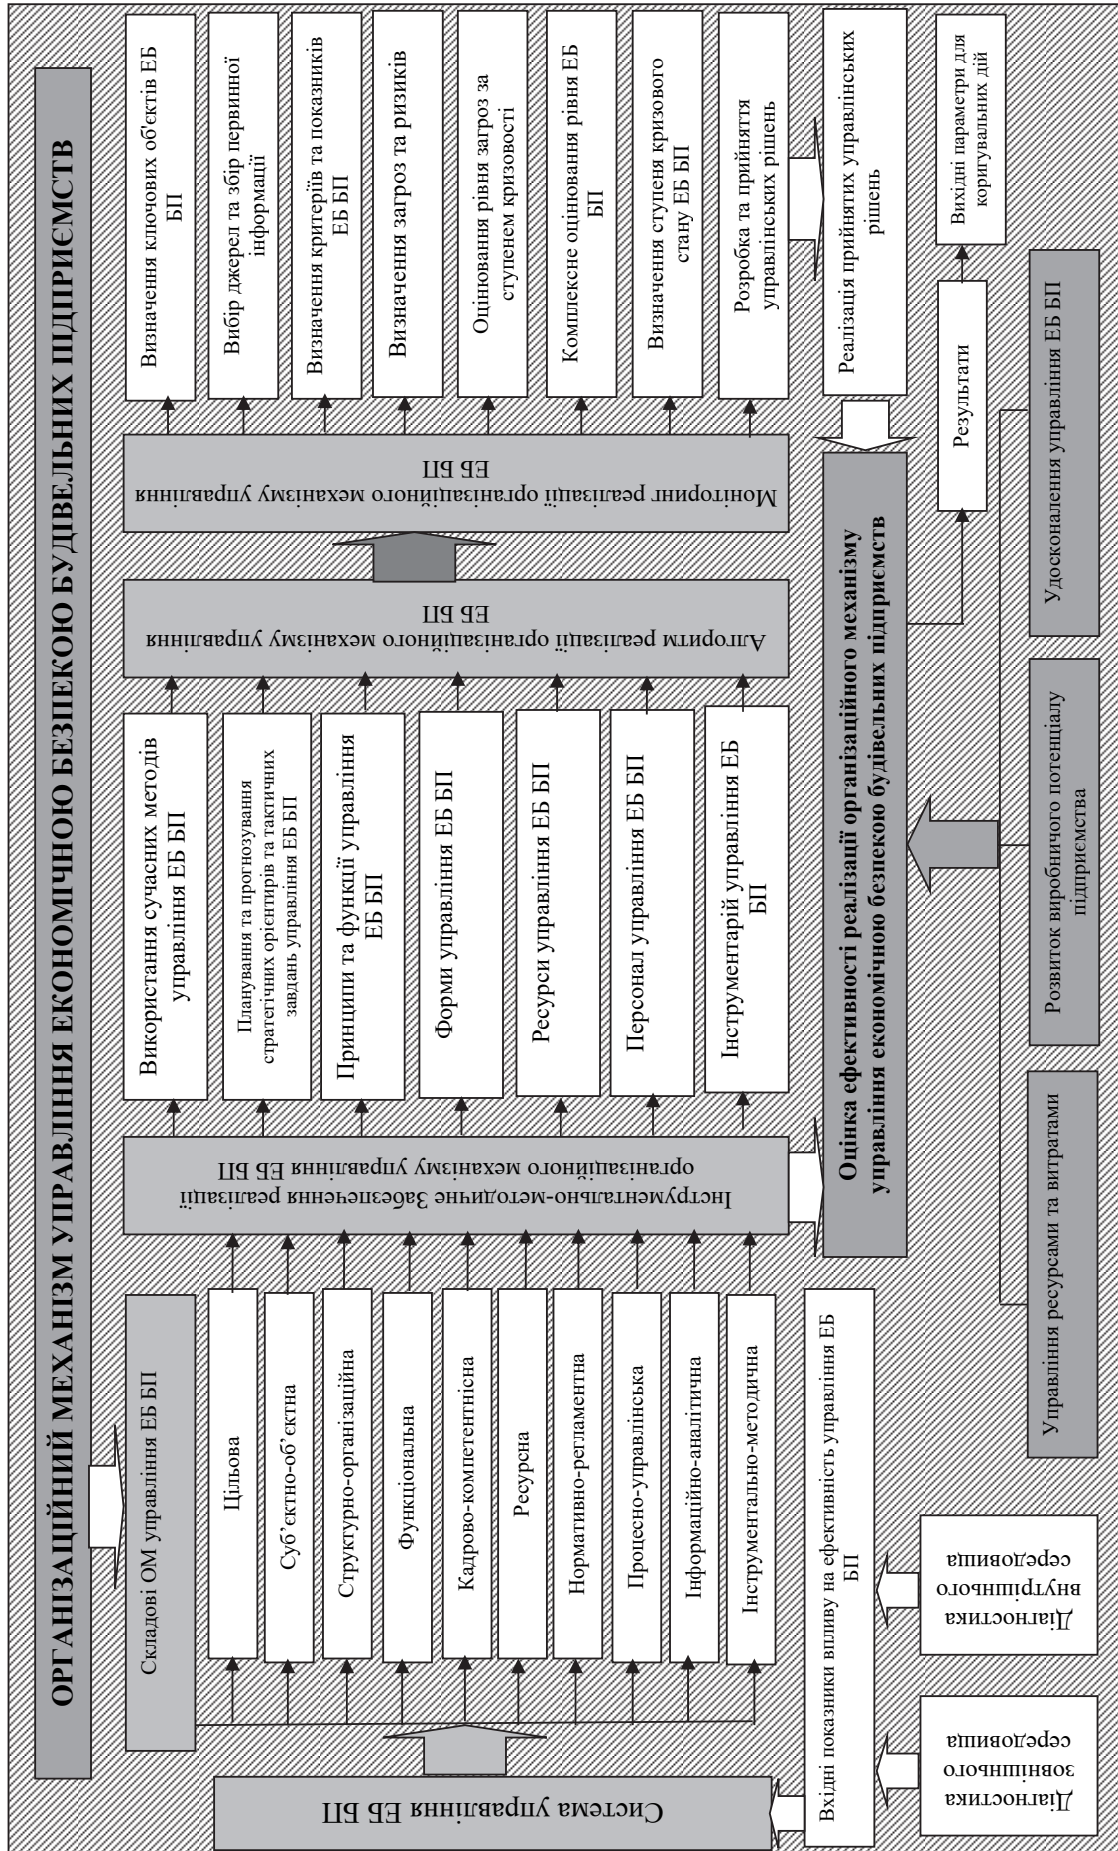 ОРГАНІЗАЦІЙНИЙ МЕХАНІЗМ УПРАВЛІННЯ ЕКОНОМІЧНОЮ БЕЗПЕКОЮ БУДІВЕЛЬНИХ ПІДПРИЄМСТВ
Система управління ЕБ БП
Складові ОМ управління ЕБ БП
Цільова
Суб’єктно-об’єктна
Структурно-організаційна
Функціональна
Кадрово-компетентнісна
Ресурсна
Нормативно-регламентна
Процесно-управлінська
Інформаційно-аналітична
Інструментально-методична
Вхідні показники впливу на ефективність управління ЕБ
БП
Діагностика
зовнішнього
середовища
Діагностика
внутрішнього
середовища
Інструментально-методичне Забезпечення реалізації
організаційного механізму управління ЕБ БП
Використання сучасних методів
управління ЕБ БП
Планування та прогнозування
стратегічних орієнтирів та тактичних
завдань управління ЕБ БП
Принципи та функції управління
ЕБ БП
Форми управління ЕБ БП
Ресурси управління ЕБ БП
Персонал управління ЕБ БП
Інструментарій управління ЕБ
БП
Алгоритм реалізації організаційного механізму управління
ЕБ БП
Моніторинг реалізації організаційного механізму управління
ЕБ БП
Визначення ключових об'єктів ЕБ
БП
Вибір джерел та збір первинної
інформації
Визначення критеріїв та показників
ЕБ БП
Визначення загроз та ризиків
Оцінювання рівня загроз за
ступенем кризовості
Комплексне оцінювання рівня ЕБ
БП
Визначення ступеня кризового
стану ЕБ БП
Розробка та прийняття
управлінських рішень
Реалізація прийнятих управлінських
рішень
Оцінка ефективності реалізації організаційного механізму
управління економічною безпекою будівельних підприємств
Результати
Вихідні параметри для
коригувальних дій
Управління ресурсами та витратами
Розвиток виробничого потенціалу
підприємства
Удосконалення управління ЕБ БП